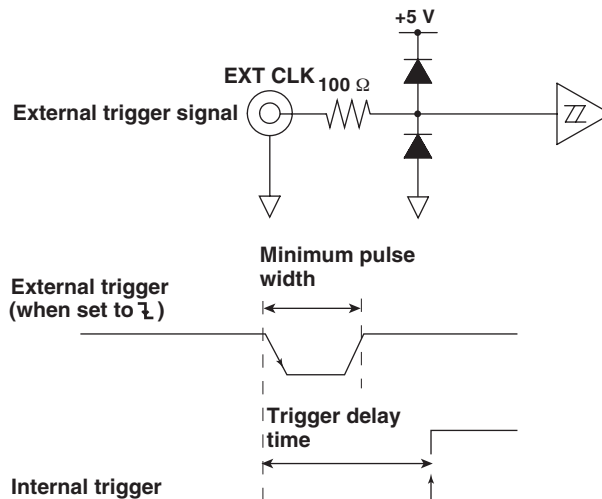 +5 V
EXT CLK
100 Ω
External trigger signal
Minimum pulse
width
External trigger
(when set to )
Trigger delay
time
Internal trigger